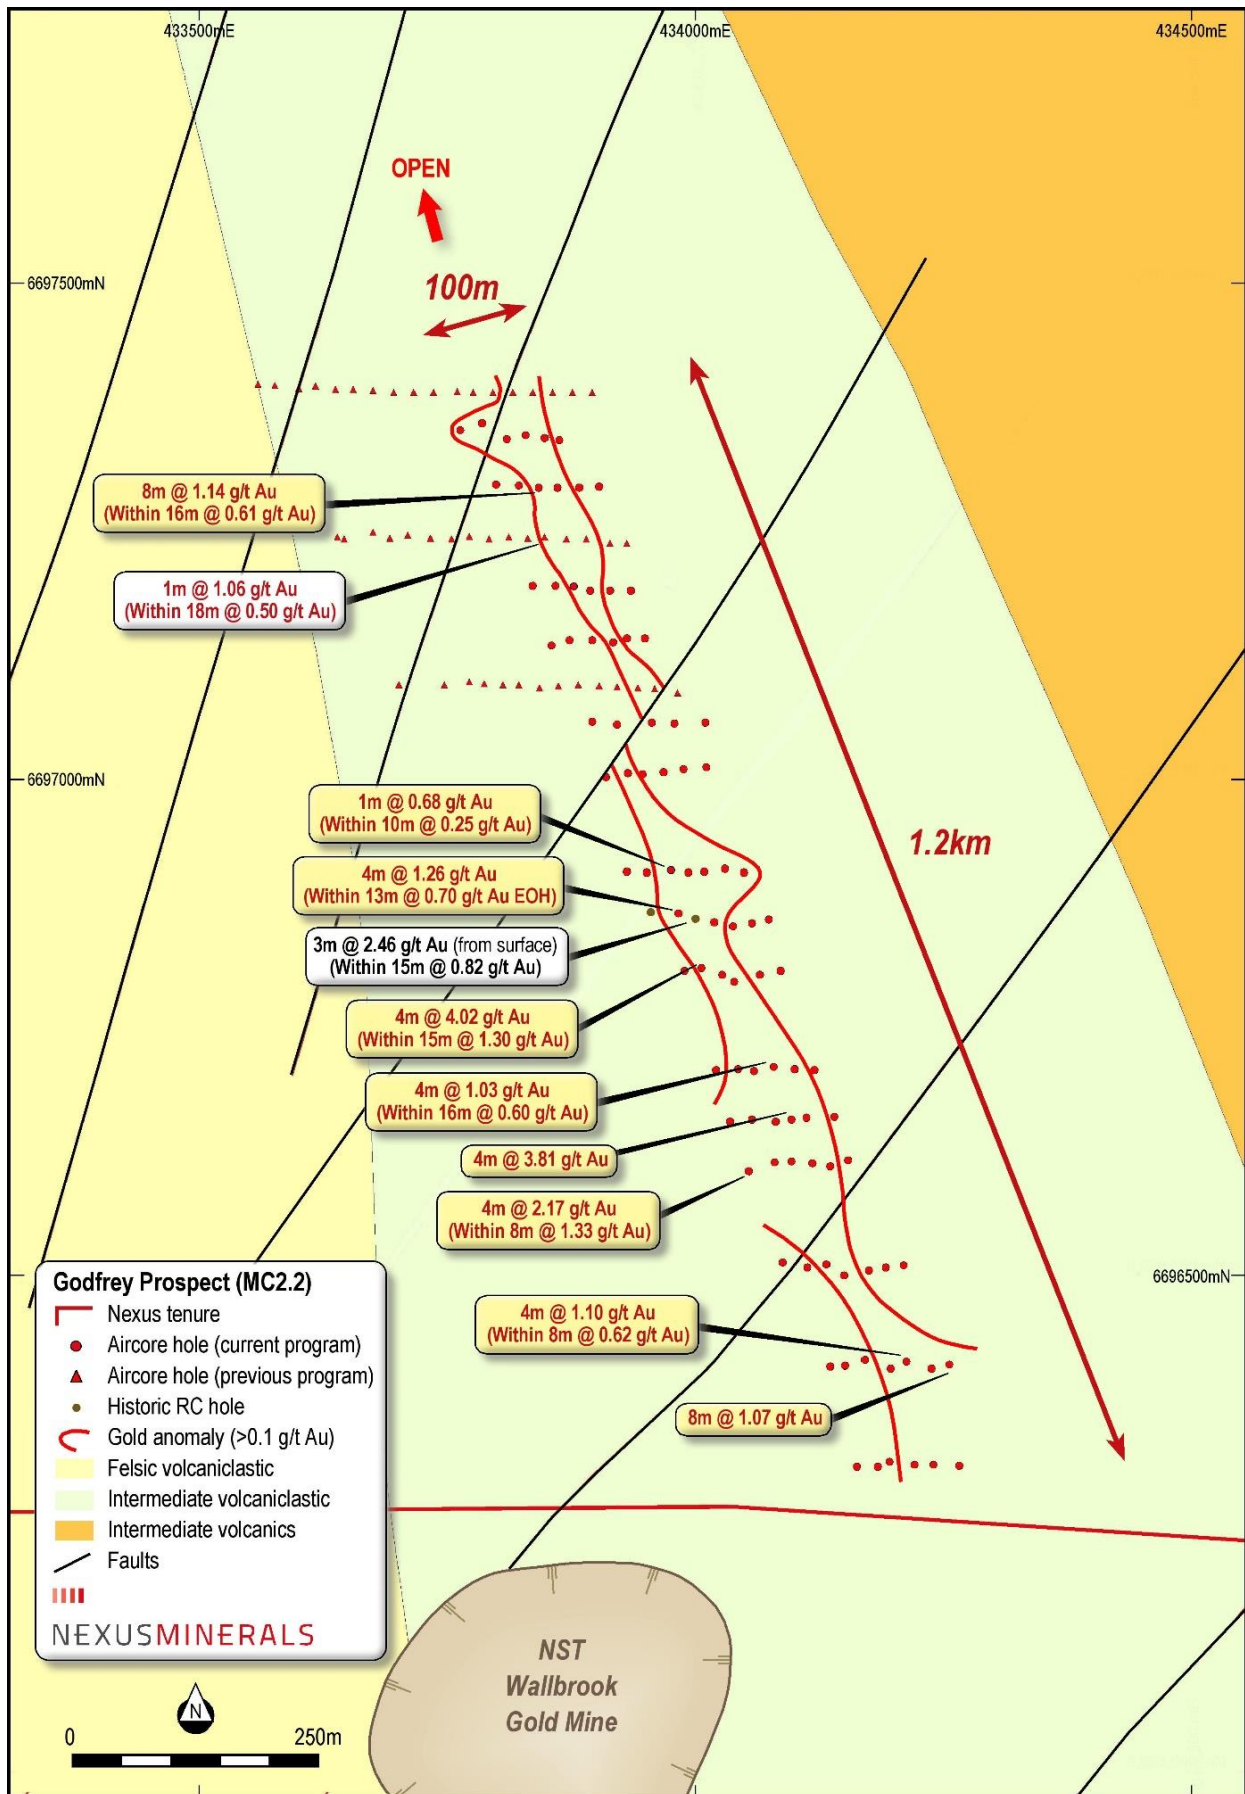 433500mE
434000mE
434500mE
OPEN
6697500mN
100m
8m @ 1.14 g/t Au
(Within 16m @ 0.61 g/t Au)
1m @ 1.06 g/t Au
(Within 18m @ 0.50 g/t Au)
6697000mN
1m @ 0.68 g/t Au
(Within 10m @ 0.25 g/t Au)
1.2km
4m @ 1.26 g/t Au
(Within 13m @ 0.70 g/t Au EOH)
3m @ 2.46 g/t Au (from surface)
(Within 15m @ 0.82 g/t Au)
4m @ 4.02 g/t Au
(Within 15m @ 1.30 g/t Au)
4m @ 1.03 g/t Au
(Within 16m @ 0.60 g/t Au)
4m @ 3.81 g/t Au
4m @ 2.17 g/t Au
(Within 8m @ 1.33 g/t Au)
6696500mN
4m @ 1.10 g/t Au
(Within 8m @ 0.62 g/t Au)
8m @ 1.07 g/t Au
Godfrey Prospect (MC2.2)
Nexus tenure
Aircore hole (current program)
Aircore hole (previous program)
Historic RC hole
Gold anomaly (>0.1 g/t Au)
Felsic volcaniclastic
Intermediate volcaniclastic
Intermediate volcanics
Faults
NEXUSMINERALS
NST
Wallbrook
Gold Mine
N
0 250m